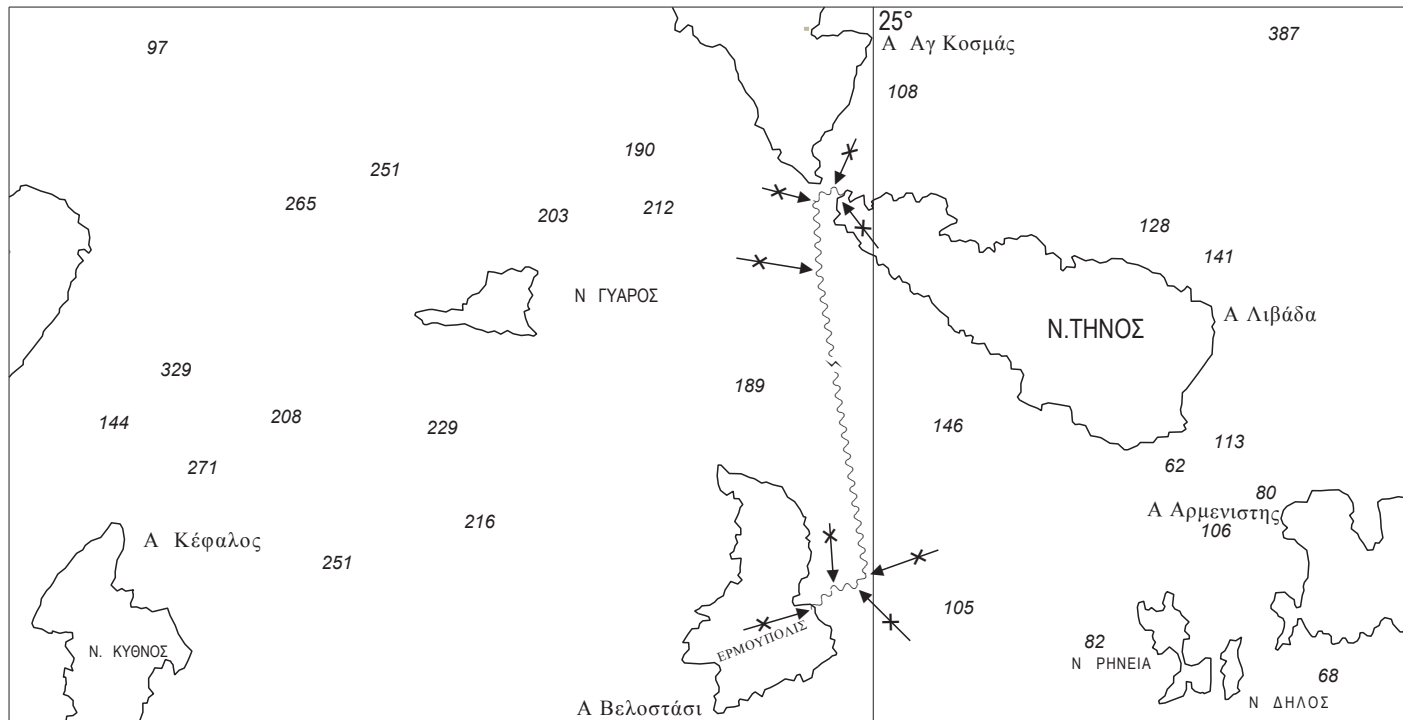 25°
387
97
Α Αγ Κοσμάς
108
190
251
265
203
212
128
141
Ν ΓΥΑΡΟΣ
Α Λιβάδα
Ν.ΤΗΝΟΣ
329
189
144
208
229
146
113
271
62
80
Α Αρμενιστης
216
106
Α Κέφαλος
251
105
82
ΕΡΜΟΥΠΟΛΙΣ
Ν. ΚΥΘΝΟΣ
Ν ΡΗΝΕΙΑ
68
Ν ΔΗΛΟΣ
Α Βελοστάσι